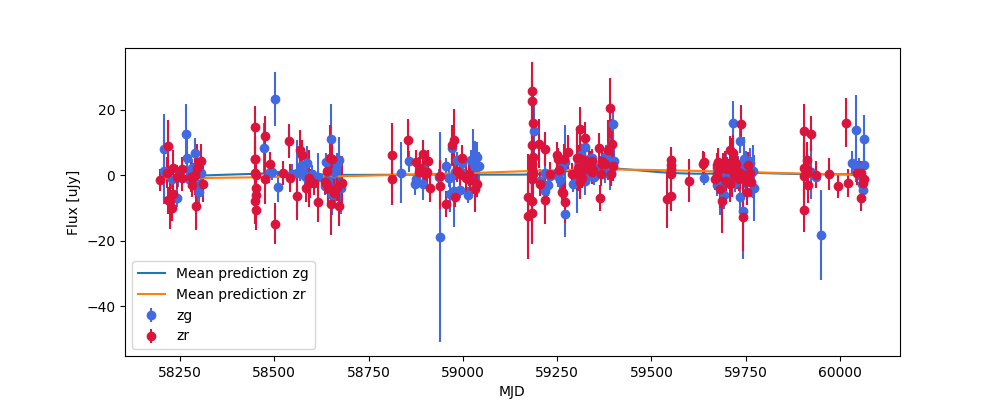 20
0
−20
−40
Flux [uJy]
Mean prediction zg
Mean prediction zr
zg
zr
58250 58500 58750 59000 59250 59500 59750 60000
MJD